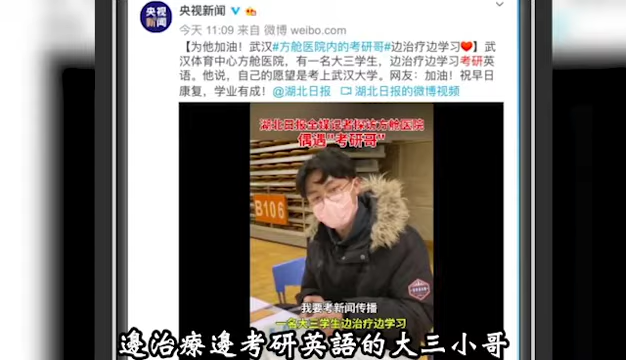 央视
新闻
央视新闻
今天 11:09 来自 微博 weibo.com
【为他加油！武汉#方舱医院内的考研哥#边治疗边学习❤】武
汉体育中心方舱医院，有一名大三学生，边治疗边学习考研英
语。他说，自己的愿望是考上武汉大学。网友：加油！祝早日
康复，学业有成！@湖北日报 湖北日报的微博视频
湖北日报全媒记者探访方舱医院
偶遇“考研哥”
B106
我要考新闻传播
一名大三学生边治疗边学习
邊治療邊考研英語的大三小哥